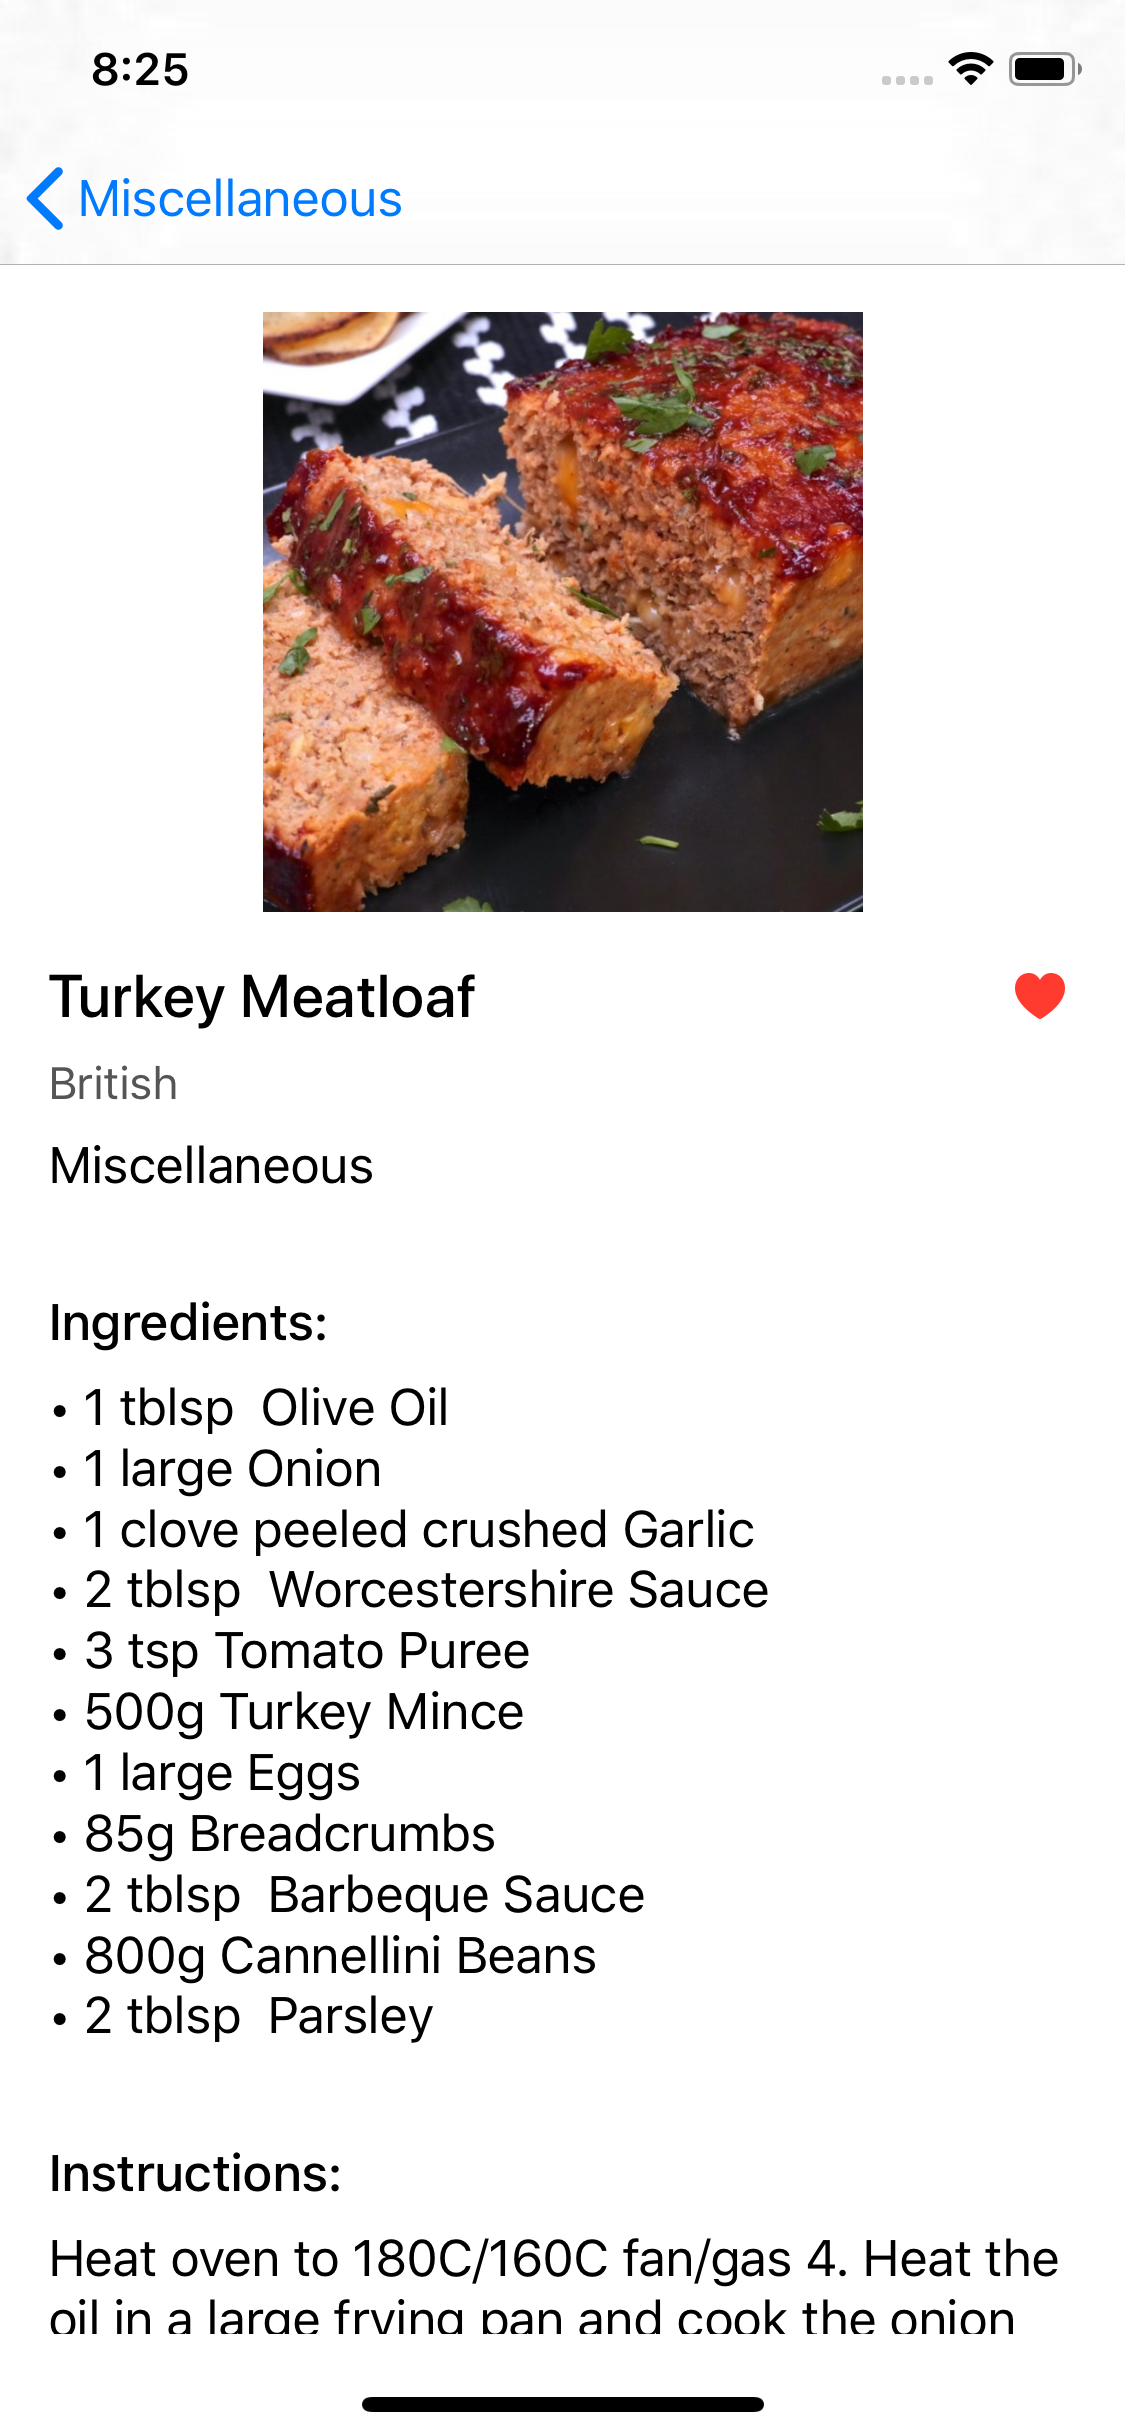 8:25
Miscellaneous
Turkey Meatloaf
British
Miscellaneous
Ingredients:
• 1 tblsp  Olive Oil
• 1 large Onion
• 1 clove peeled crushed Garlic
• 2 tblsp  Worcestershire Sauce
• 3 tsp Tomato Puree
• 500g Turkey Mince
• 1 large Eggs
• 85g Breadcrumbs
• 2 tblsp  Barbeque Sauce
• 800g Cannellini Beans
• 2 tblsp  Parsley
Instructions:
Heat oven to 180C/160C fan/gas 4. Heat the
oil in a large frying pan and cook the onion